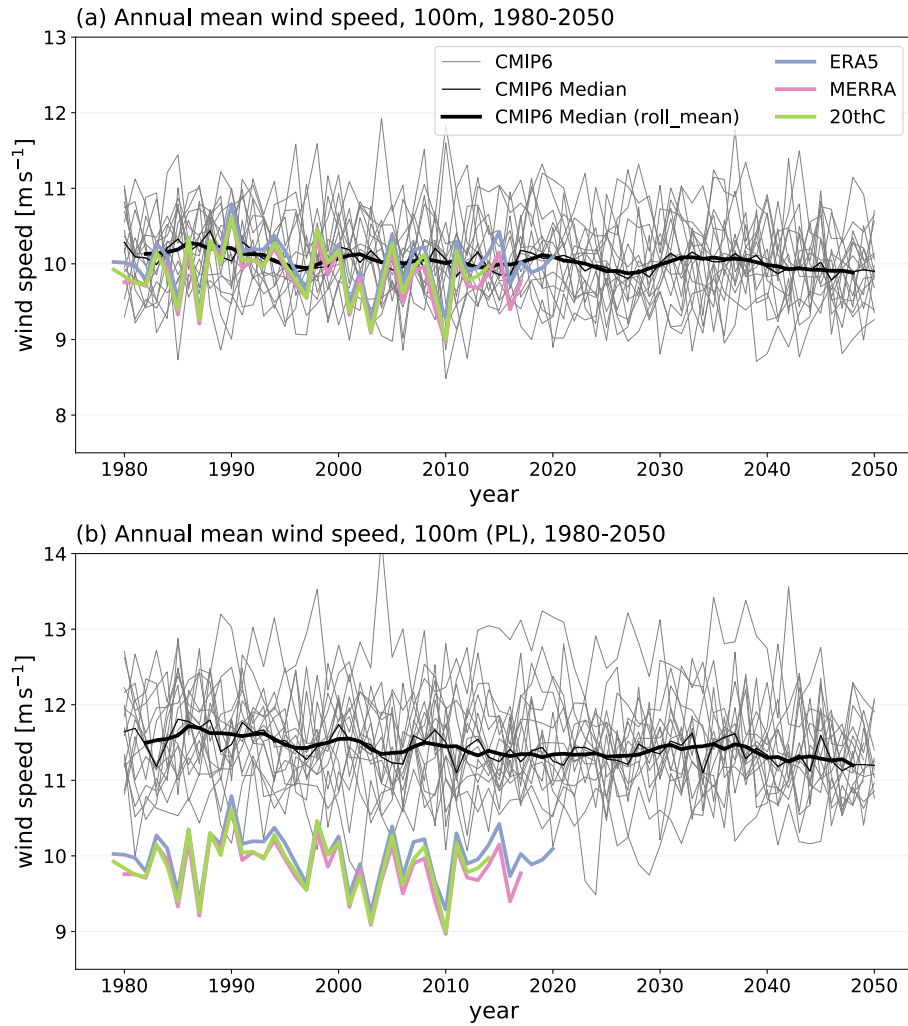 (a) Annual mean wind speed, 100m, 1980-2050
13
12
11
10
9
8
wind speed [m s⁻¹]
CMIP6
CMIP6 Median
CMIP6 Median (roll_mean)
ERA5
MERRA
20thC
1980 1990 2000 2010 2020 2030 2040 2050
year
(b) Annual mean wind speed, 100m (PL), 1980-2050
14
13
12
11
10
9
wind speed [m s⁻¹]
1980 1990 2000 2010 2020 2030 2040 2050
year